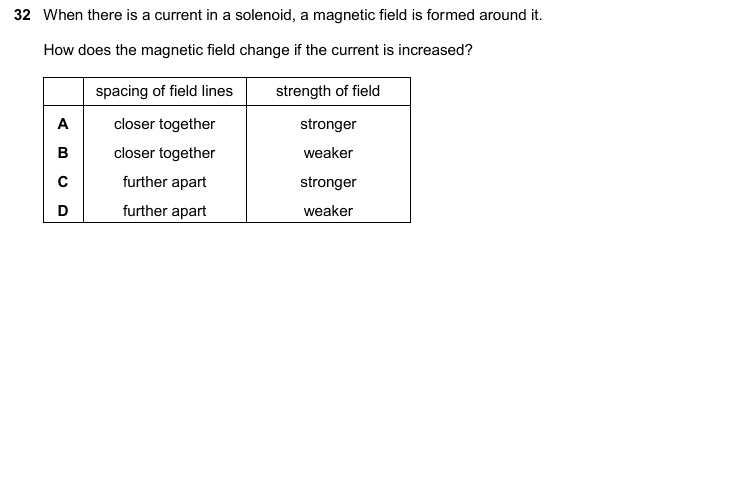 32 When there is a current in a solenoid, a magnetic field is formed around it.
How does the magnetic field change if the current is increased?
spacing of field lines strength of field
A closer together stronger
B closer together weaker
C further apart stronger
D further apart weaker